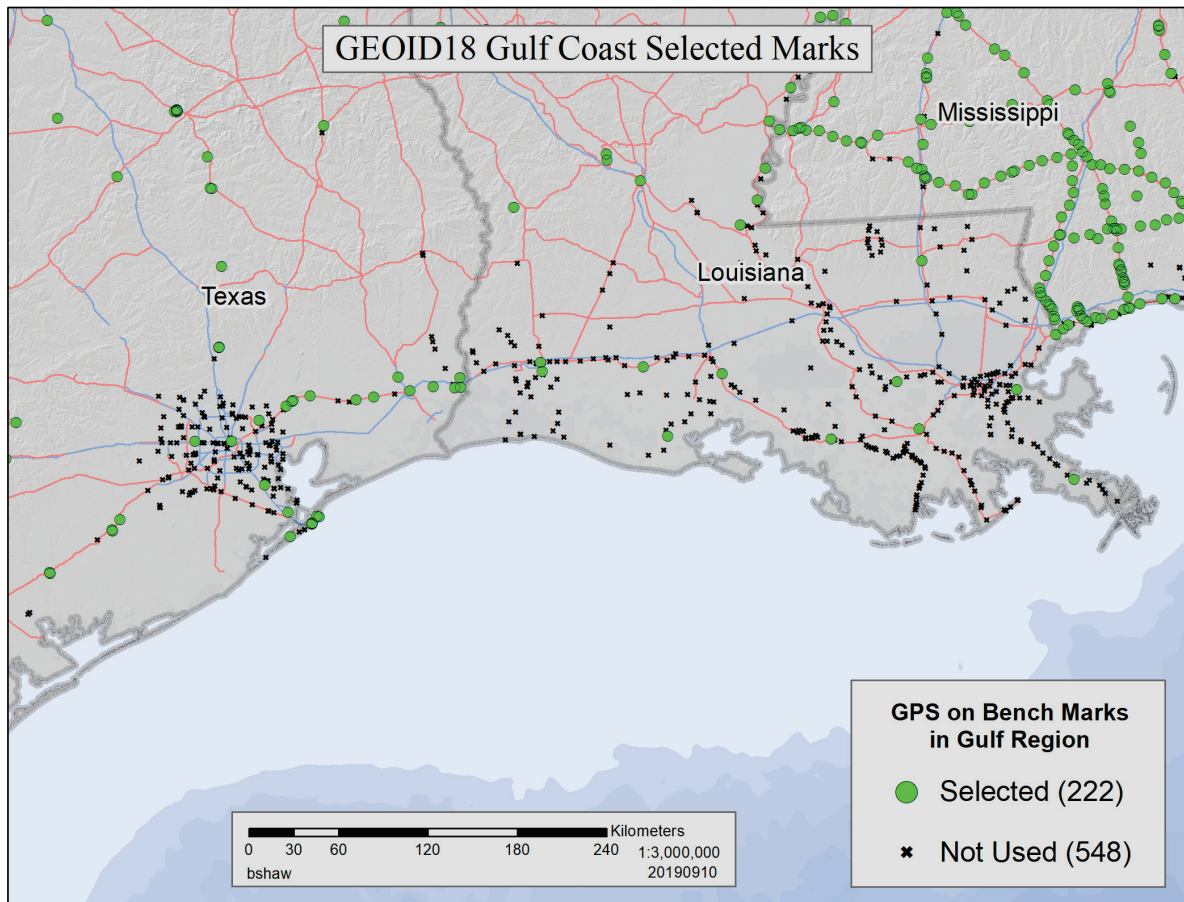 GEOID18 Gulf Coast Selected Marks
Mississippi
Louisiana
Texas
GPS on Bench Marks
in Gulf Region
Selected (222)
Not Used (548)
Kilometers
0 30 60 120 180 240
1:3,000,000
bshaw
20190910